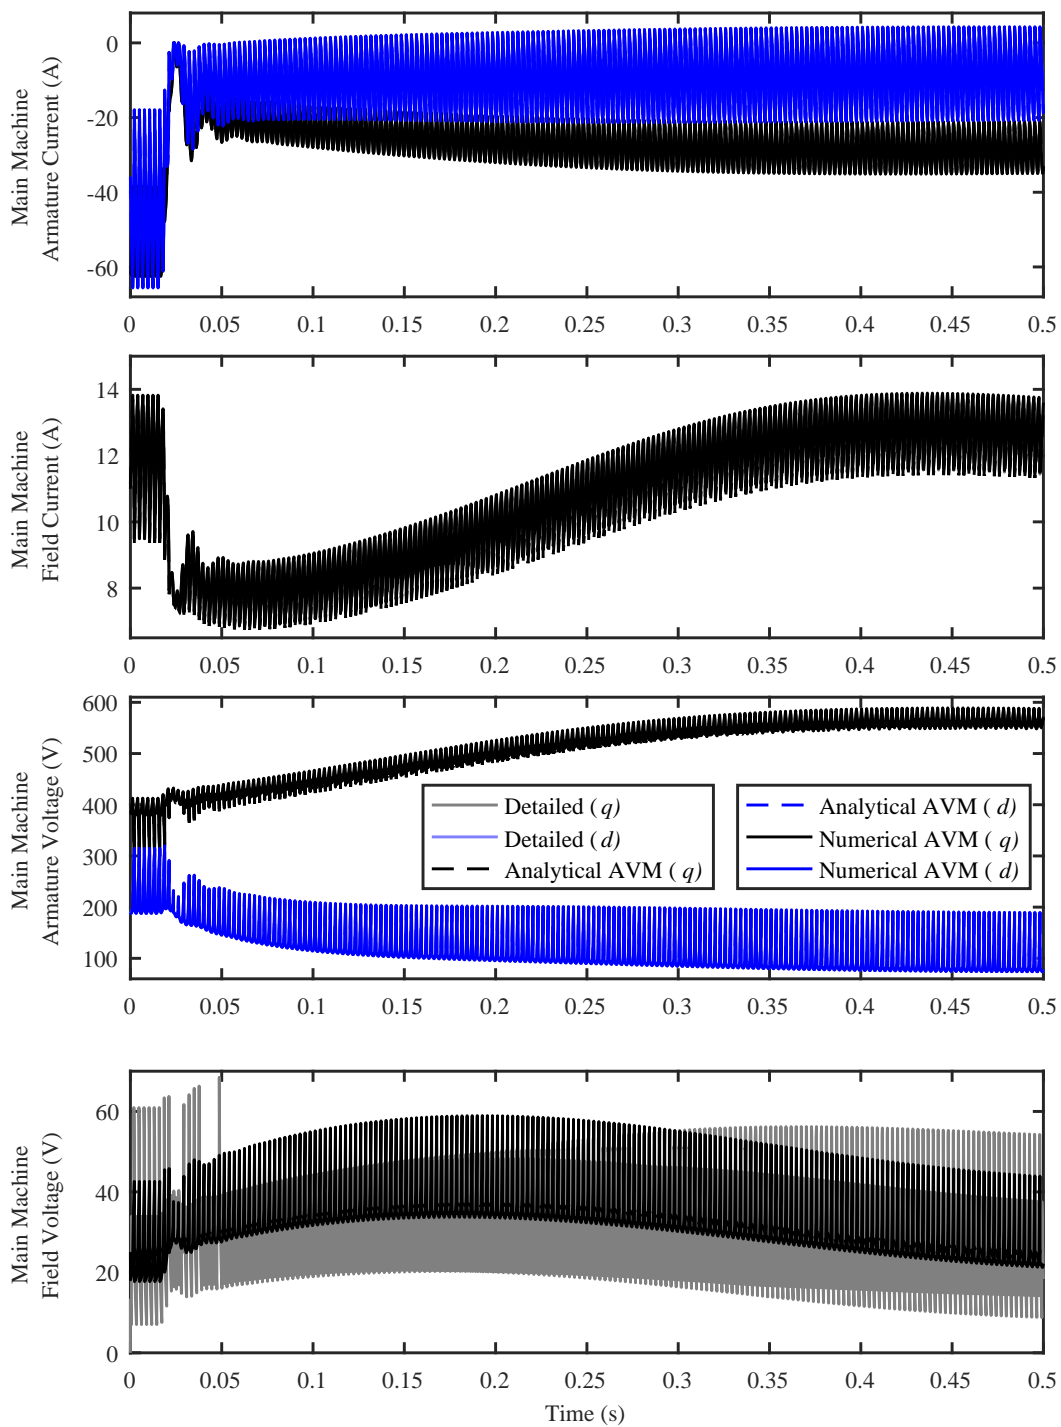 Main Machine
Armature Current (A)
0
-20
-40
-60
0 0.05 0.1 0.15 0.2 0.25 0.3 0.35 0.4 0.45 0.5
Main Machine
Field Current (A)
14
12
10
8
0 0.05 0.1 0.15 0.2 0.25 0.3 0.35 0.4 0.45 0.5
Main Machine
Armature Voltage (V)
600
500
400
300
200
100
Detailed (q)
Detailed (d)
Analytical AVM (q)
Analytical AVM (d)
Numerical AVM (q)
Numerical AVM (d)
0 0.05 0.1 0.15 0.2 0.25 0.3 0.35 0.4 0.45 0.5
Main Machine
Field Voltage (V)
60
40
20
0
0 0.05 0.1 0.15 0.2 0.25 0.3 0.35 0.4 0.45 0.5
Time (s)